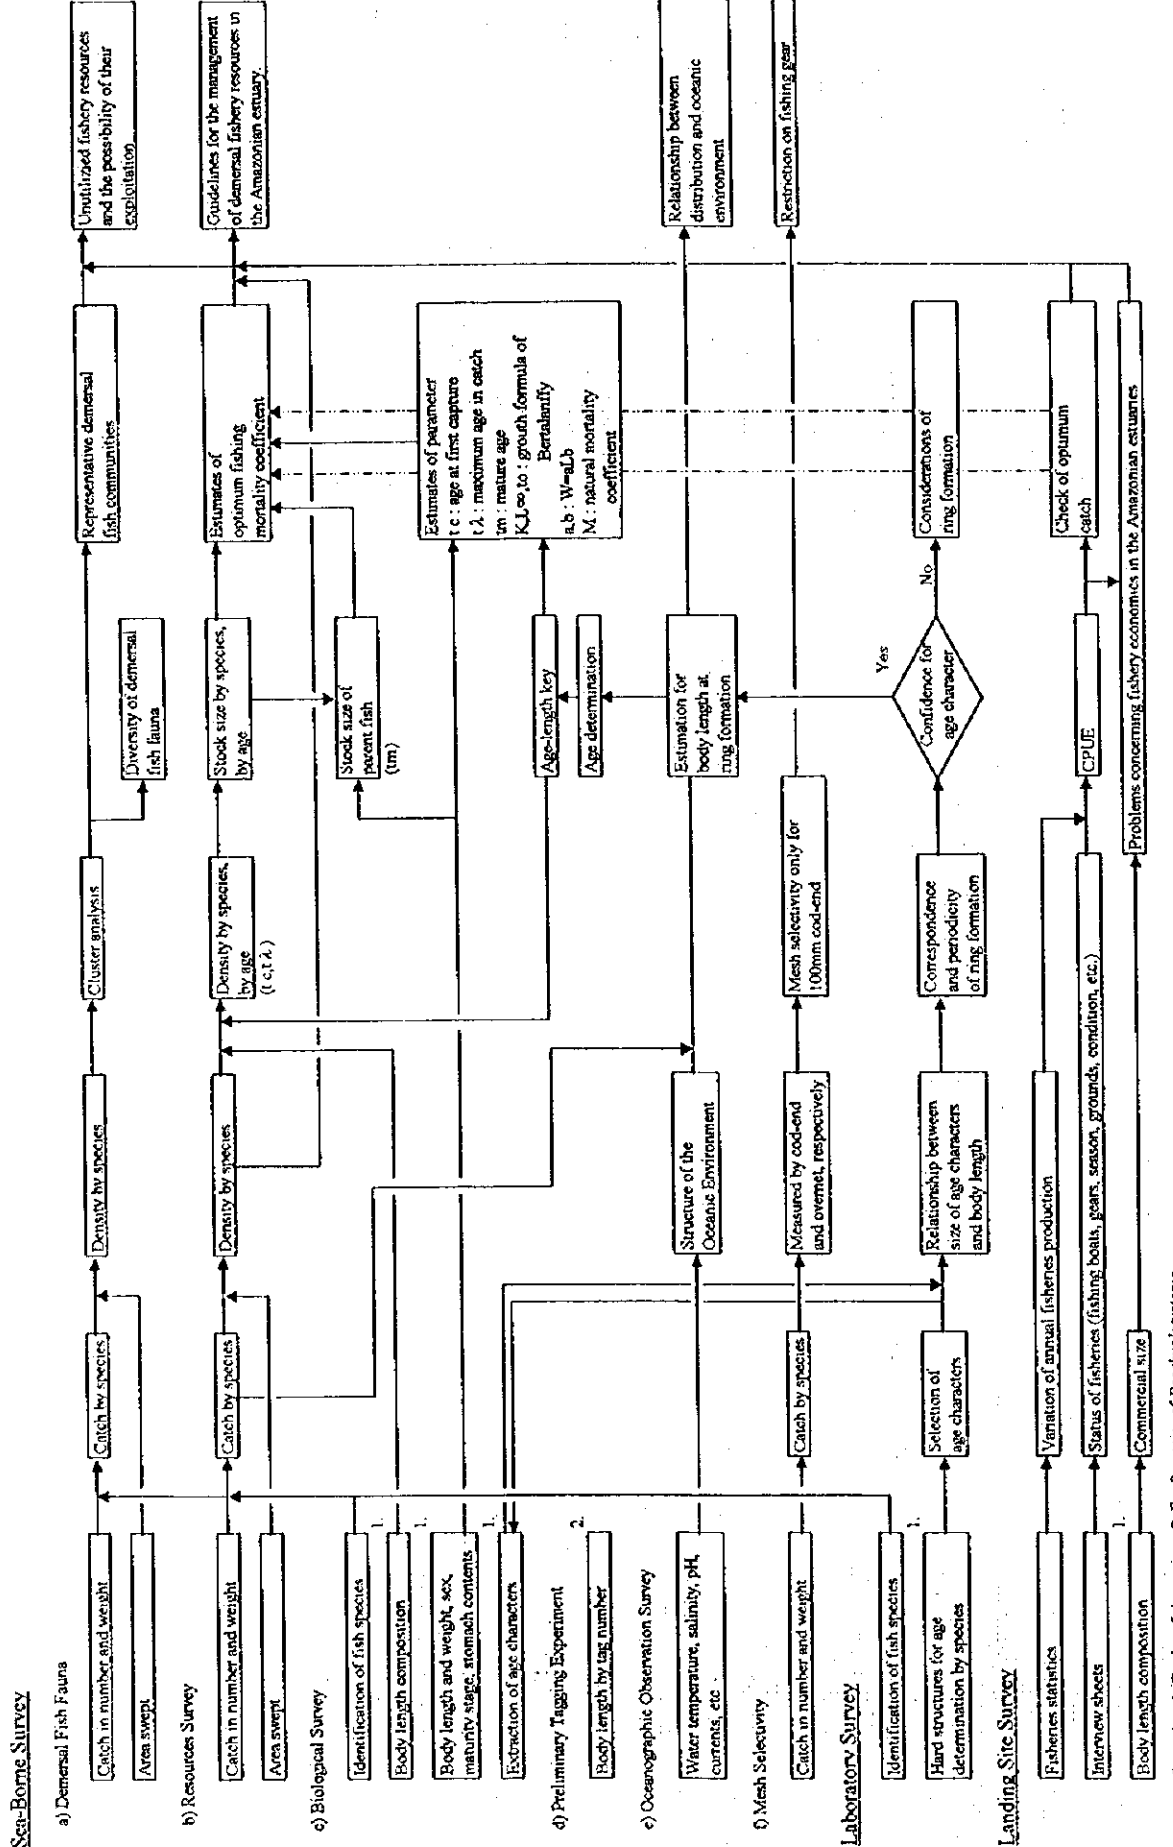 Sea-Borne Survey
a) Demersal Fish Fauna
Catch in number and weight
Area swept
Catch by species
Density by species
Cluster analysis
Diversity of demersal
fish fauna
Representative demersal
fish communities
Unutilizied fishery resources
and the possibility of their
exploitation
b) Resources Survey
Catch in number and weight
Area swept
Catch by species
Density by species
Density by species,
by age
(t c,t λ)
Stock size by species,
by age
Stock size of
parent fish
(tm)
Estimates of
optimum fishing
mortality coefficient
Guidelines for the management
of demersal fishery resources in
the Amazonian estuary.
c) Biological Survey
Identification of fish species
1.
Body length composition
1.
Body length and weight, sex,
maturity stage, stomach contents
1.
Extraction of age characters
Estimates of parameter
t c : age at first capture
t λ : maximum age in catch
tm : mature age
K,L∞,to : grouth formula of
Bertalanffy
a,b : W=aLb
M : natural mortality
coefficient
Age-length key
Age determination
d) Prelimimary Tagging Experiment
2.
Body length by tag number
e) Oceanographic Observation Survey
Water temperature, salinity, pH,
currents, etc
Structure of the
Oceanic Environment
Estimation for
body length at
ring formation
Relationship between
distribution and oceanic
environment
f) Mesh Selectivity
Catch in number and weight
Catch by species
Measured by cod-end
and overnet, respectively
Mesh selectivity only for
100mm cod-end
Restriction on fishing gear
Laboratory Survey
Identification of fish species
1.
Hard structures for age
determination by species
Selection of
age characters
Relationship between
size of age characters
and body length
Correspondence
and periodicity
of ring formation
Confidence for
age character
Yes
No
Considerations of
ring formation
Landing Site Survey
Fisheries statistics
Variation of annual fisheries production
Interview sheets
Status of fisheries (fishing boats, gears, season, grounds, condition, etc.)
CPUE
Check of optimum
catch
1.
Body length composition
Commercial size
Problems concerning fishery economics in the Amazonian estuaries